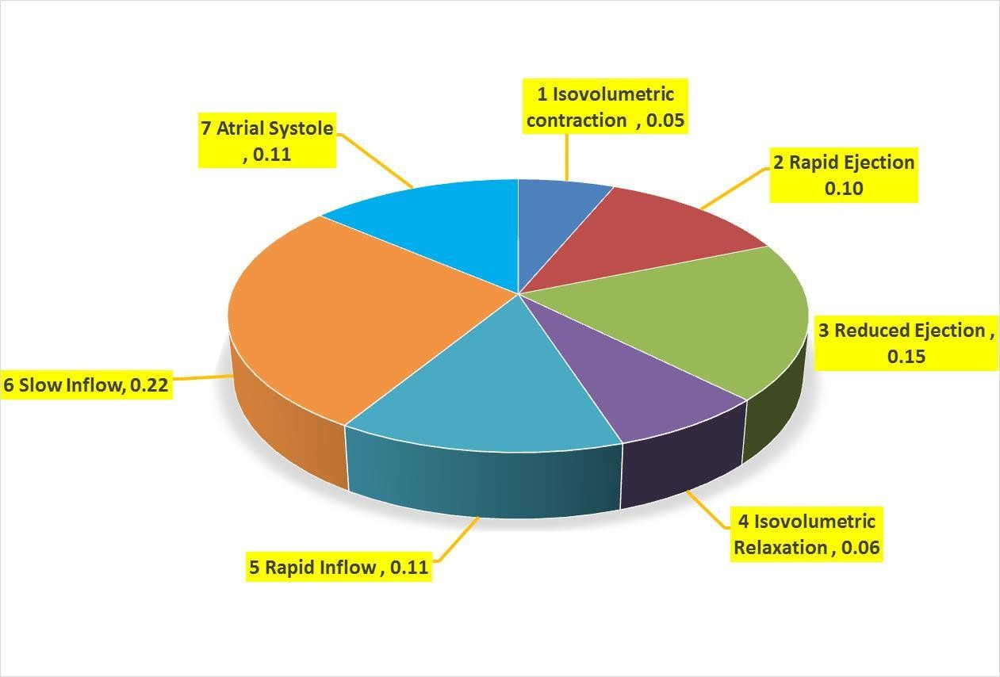 1 Isovolumetric
contraction , 0.05
2 Rapid Ejection
0.10
3 Reduced Ejection ,
0.15
4 Isovolumetric
Relaxation , 0.06
5 Rapid Inflow , 0.11
6 Slow Inflow, 0.22
7 Atrial Systole
, 0.11